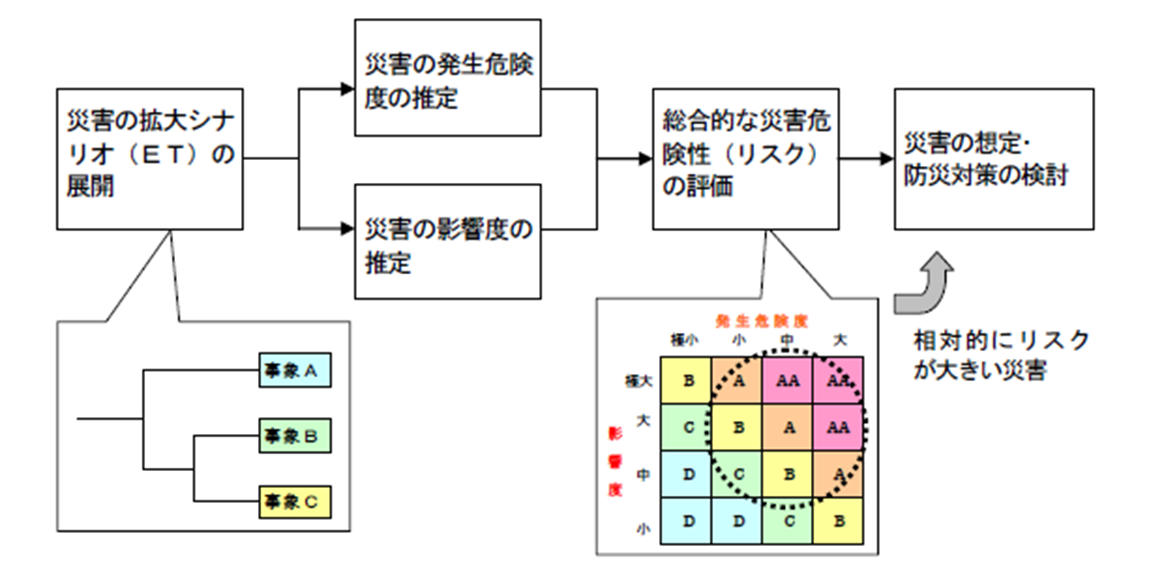 災害の拡大シナ
リオ（ＥＴ）の
展開
災害の発生危険
度の推定
災害の影響度の
推定
総合的な災害危
険性（リスク）
の評価
災害の想定・
防災対策の検討
事象Ａ
事象Ｂ
事象Ｃ
発生危険度
極小 小 中 大
影響度
極大 B A AA AA
大 C B A AA
中 D C B A
小 D D C B
相対的にリスク
が大きい災害